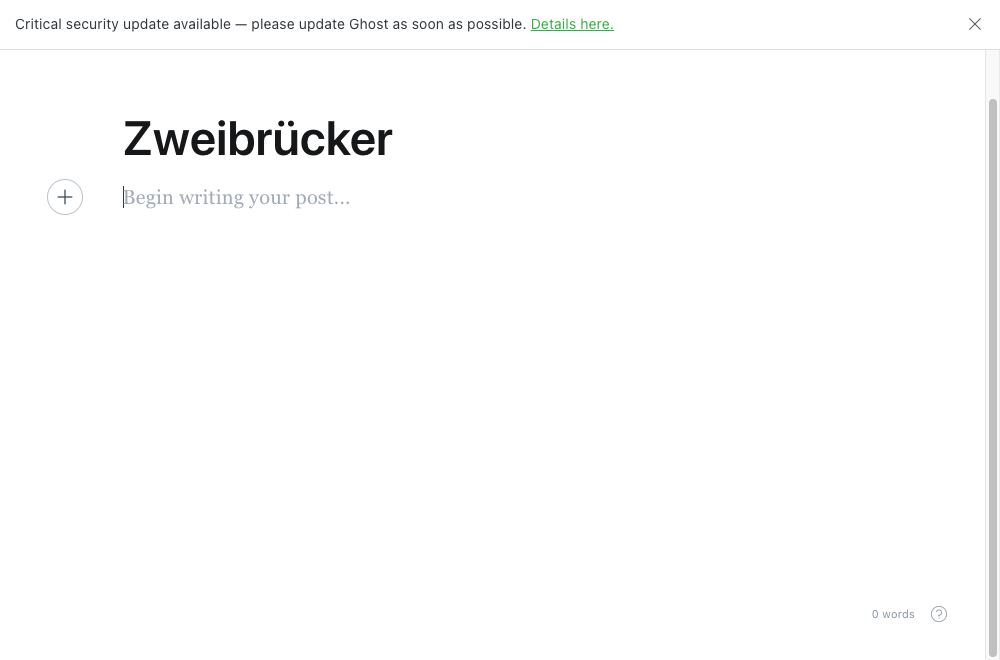 Critical security update available — please update Ghost as soon as possible. Details here.
Zweibrücker
Begin writing your post...
0 words
?